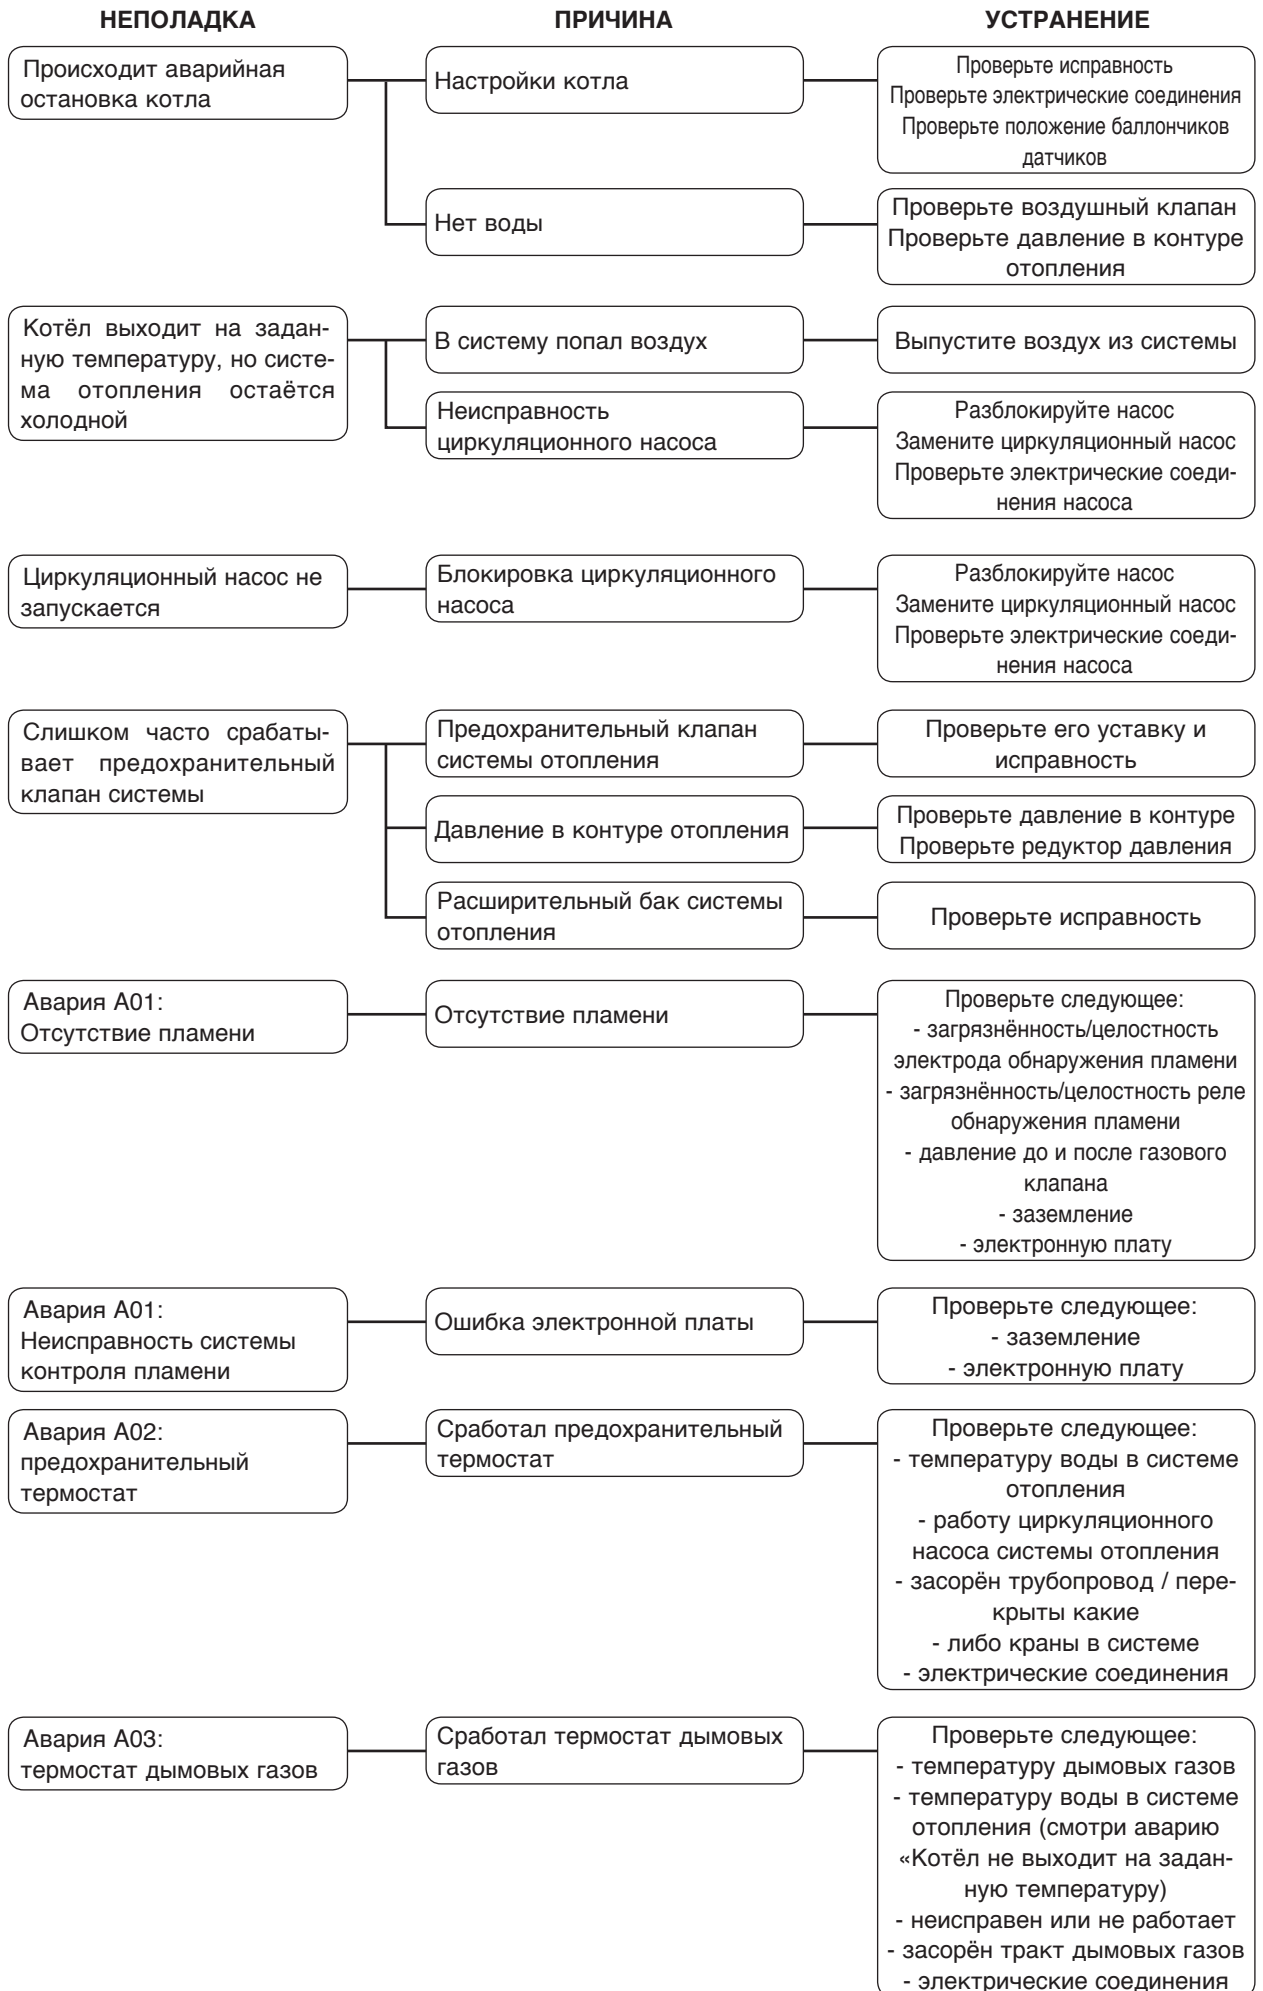 НЕПОЛАДКА
ПРИЧИНА
УСТРАНЕНИЕ
Происходит аварийная
остановка котла
Настройки котла
Проверьте исправность
Проверьте электрические соединения
Проверьте положение баллончиков
датчиков
Нет воды
Проверьте воздушный клапан
Проверьте давление в контуре
отопления
Котёл выходит на задан-
ную температуру, но систе-
ма отопления остаётся
холодной
В систему попал воздух
Выпустите воздух из системы
Неисправность
циркуляционного насоса
Разблокируйте насос
Замените циркуляционный насос
Проверьте электрические соеди-
нения насоса
Циркуляционный насос не
запускается
Блокировка циркуляционного
насоса
Разблокируйте насос
Замените циркуляционный насос
Проверьте электрические соеди-
нения насоса
Слишком часто срабаты-
вает предохранительный
клапан системы
Предохранительный клапан
системы отопления
Проверьте его уставку и
исправность
Давление в контуре отопления
Проверьте давление в контуре
Проверьте редуктор давления
Расширительный бак системы
отопления
Проверьте исправность
Авария А01:
Отсутствие пламени
Отсутствие пламени
Проверьте следующее:
- загрязнённость/целостность
электрода обнаружения пламени
- загрязнённость/целостность реле
обнаружения пламени
- давление до и после газового
клапана
- заземление
- электронную плату
Авария А01:
Неисправность системы
контроля пламени
Ошибка электронной платы
Проверьте следующее:
- заземление
- электронную плату
Авария А02:
предохранительный
термостат
Сработал предохранительный
термостат
Проверьте следующее:
- температуру воды в системе
отопления
- работу циркуляционного
насоса системы отопления
- засорён трубопровод / пере-
крыты какие
- либо краны в системе
- электрические соединения
Авария А03:
термостат дымовых газов
Сработал термостат дымовых
газов
Проверьте следующее:
- температуру дымовых газов
- температуру воды в системе
отопления (смотри аварию
«Котёл не выходит на задан-
ную температуру)
- неисправен или не работает
- засорён тракт дымовых газов
- электрические соединения